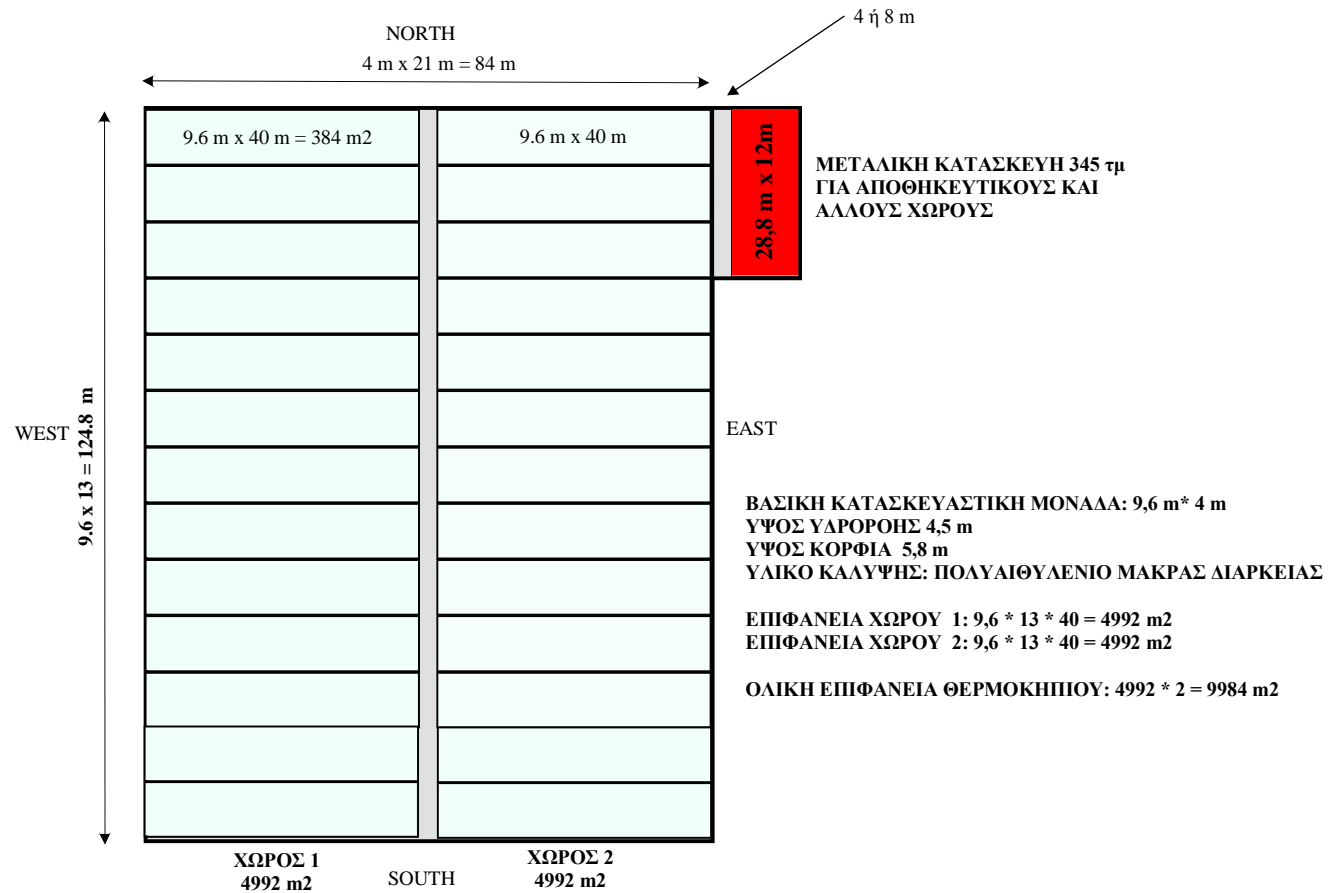 4 ή 8 m
NORTH
4 m x 21 m = 84 m
9.6 m x 40 m = 384 m2
9.6 m x 40 m
28,8 m x 12m
ΜΕΤΑΛΙΚΗ ΚΑΤΑΣΚΕΥΗ 345 τμ
ΓΙΑ ΑΠΟΘΗΚΕΥΤΙΚΟΥΣ ΚΑΙ
ΑΛΛΟΥΣ ΧΩΡΟΥΣ
WEST
9.6 x 13 = 124.8 m
EAST
ΒΑΣΙΚΗ ΚΑΤΑΣΚΕΥΑΣΤΙΚΗ ΜΟΝΑΔΑ: 9,6 m* 4 m
ΥΨΟΣ ΥΔΡΟΡΟΗΣ 4,5 m
ΥΨΟΣ ΚΟΡΦΙΑ 5,8 m
ΥΛΙΚΟ ΚΑΛΥΨΗΣ: ΠΟΛΥΑΙΘΥΛΕΝΙΟ ΜΑΚΡΑΣ ΔΙΑΡΚΕΙΑΣ
ΕΠΙΦΑΝΕΙΑ ΧΩΡΟΥ 1: 9,6 * 13 * 40 = 4992 m2
ΕΠΙΦΑΝΕΙΑ ΧΩΡΟΥ 2: 9,6 * 13 * 40 = 4992 m2
ΟΛΙΚΗ ΕΠΙΦΑΝΕΙΑ ΘΕΡΜΟΚΗΠΙΟΥ: 4992 * 2 = 9984 m2
ΧΩΡΟΣ 1
4992 m2
SOUTH
ΧΩΡΟΣ 2
4992 m2